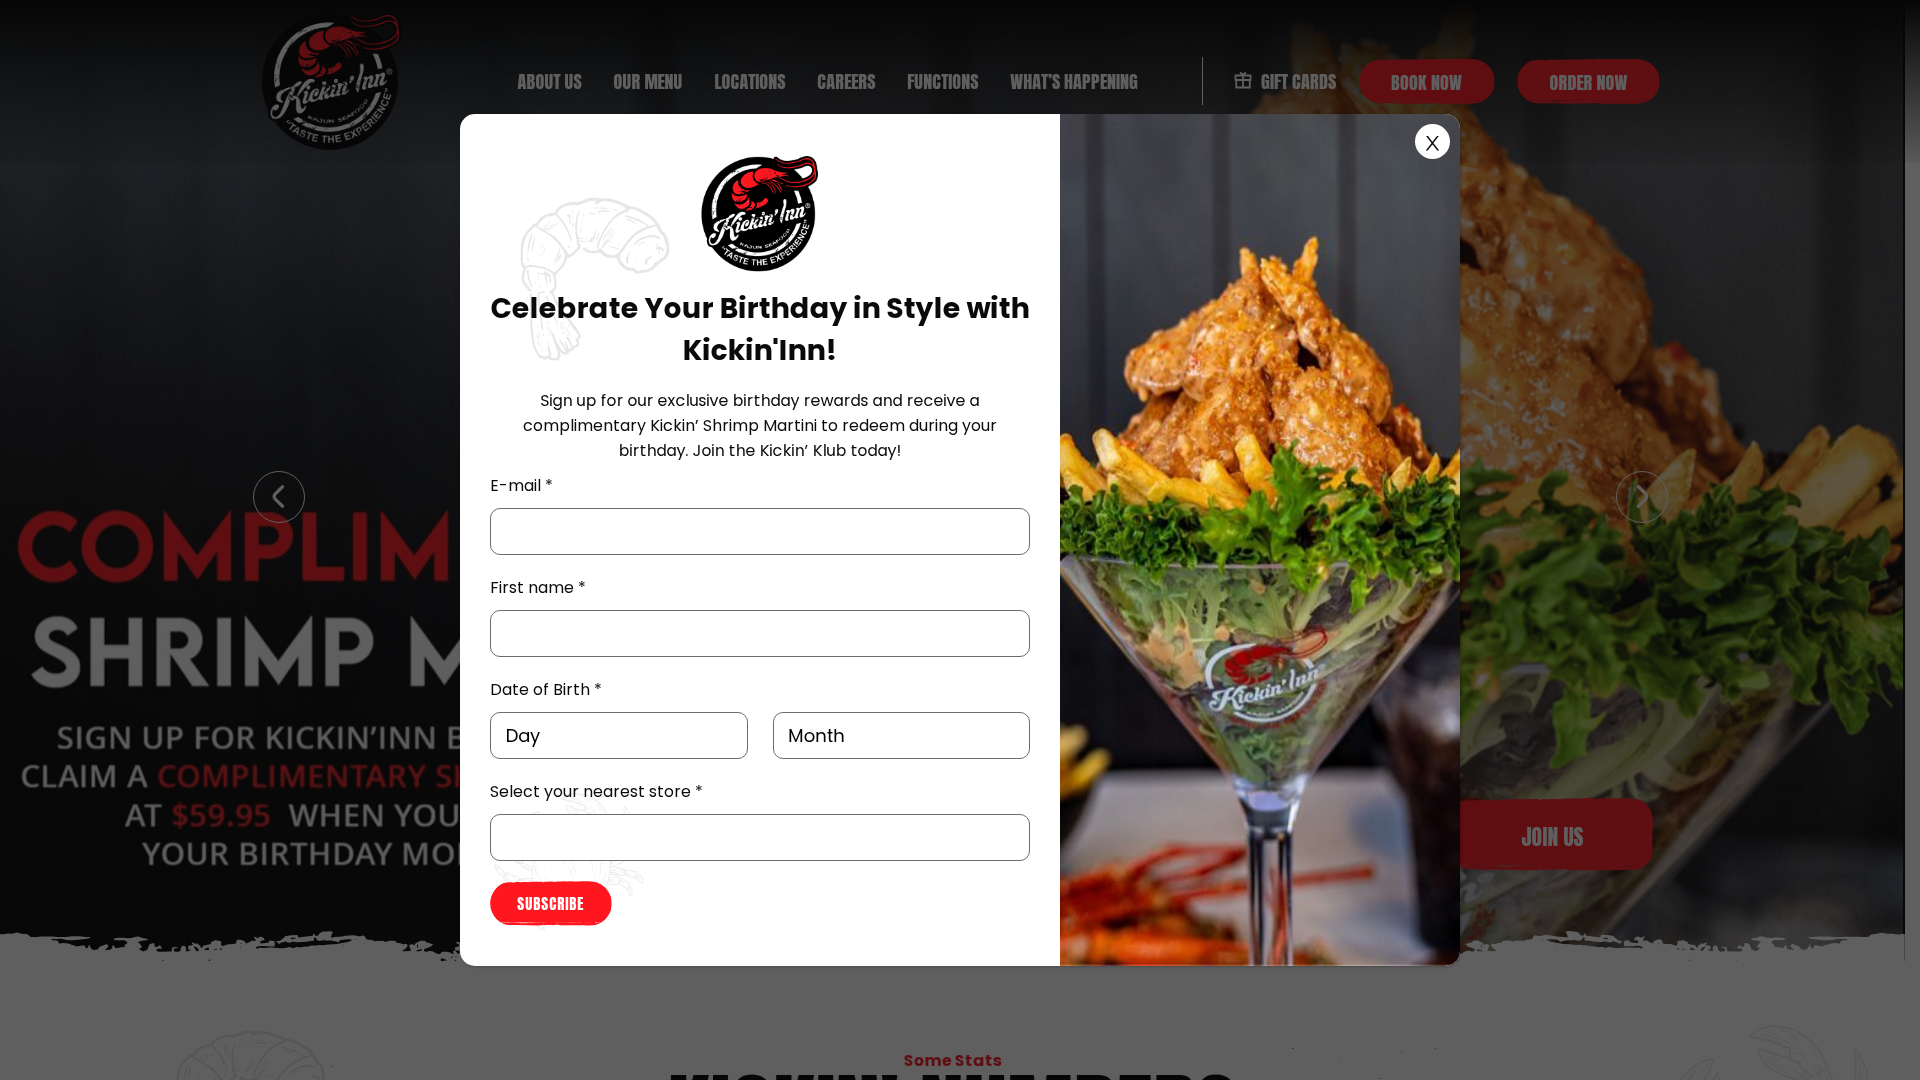 Kickin' Inn®
KAJUN SEAFOOD
"TASTE THE EXPERIENCE"
ABOUT US
OUR MENU
LOCATIONS
CAREERS
FUNCTIONS
WHAT'S HAPPENING
GIFT CARDS
BOOK NOW
ORDER NOW
X
Kickin' Inn®
KAJUN SEAFOOD
"TASTE THE EXPERIENCE"
Celebrate Your Birthday in Style with
Kickin'Inn!
Sign up for our exclusive birthday rewards and receive a
complimentary Kickin’ Shrimp Martini to redeem during your
birthday. Join the Kickin’ Klub today!
E-mail *
First name *
Date of Birth *
Day
Month
Select your nearest store *
SUBSCRIBE
Kickin' Inn
COMPLIM
SHRIMP M
SIGN UP FOR KICKIN’INN B
CLAIM A COMPLIMENTARY SH
AT $59.95 WHEN YOU
YOUR BIRTHDAY MO
JOIN US
Some Stats
KICKIN' NUMBERS